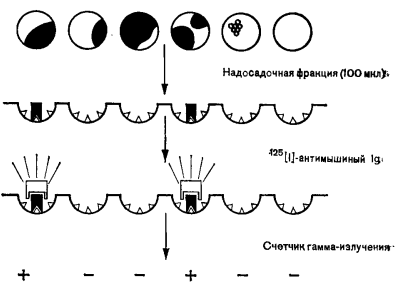 Надосадочная фракция (100 мкл)
125[I]-антимышиный Ig
Счетчик гамма-излучения
+ − − + − −